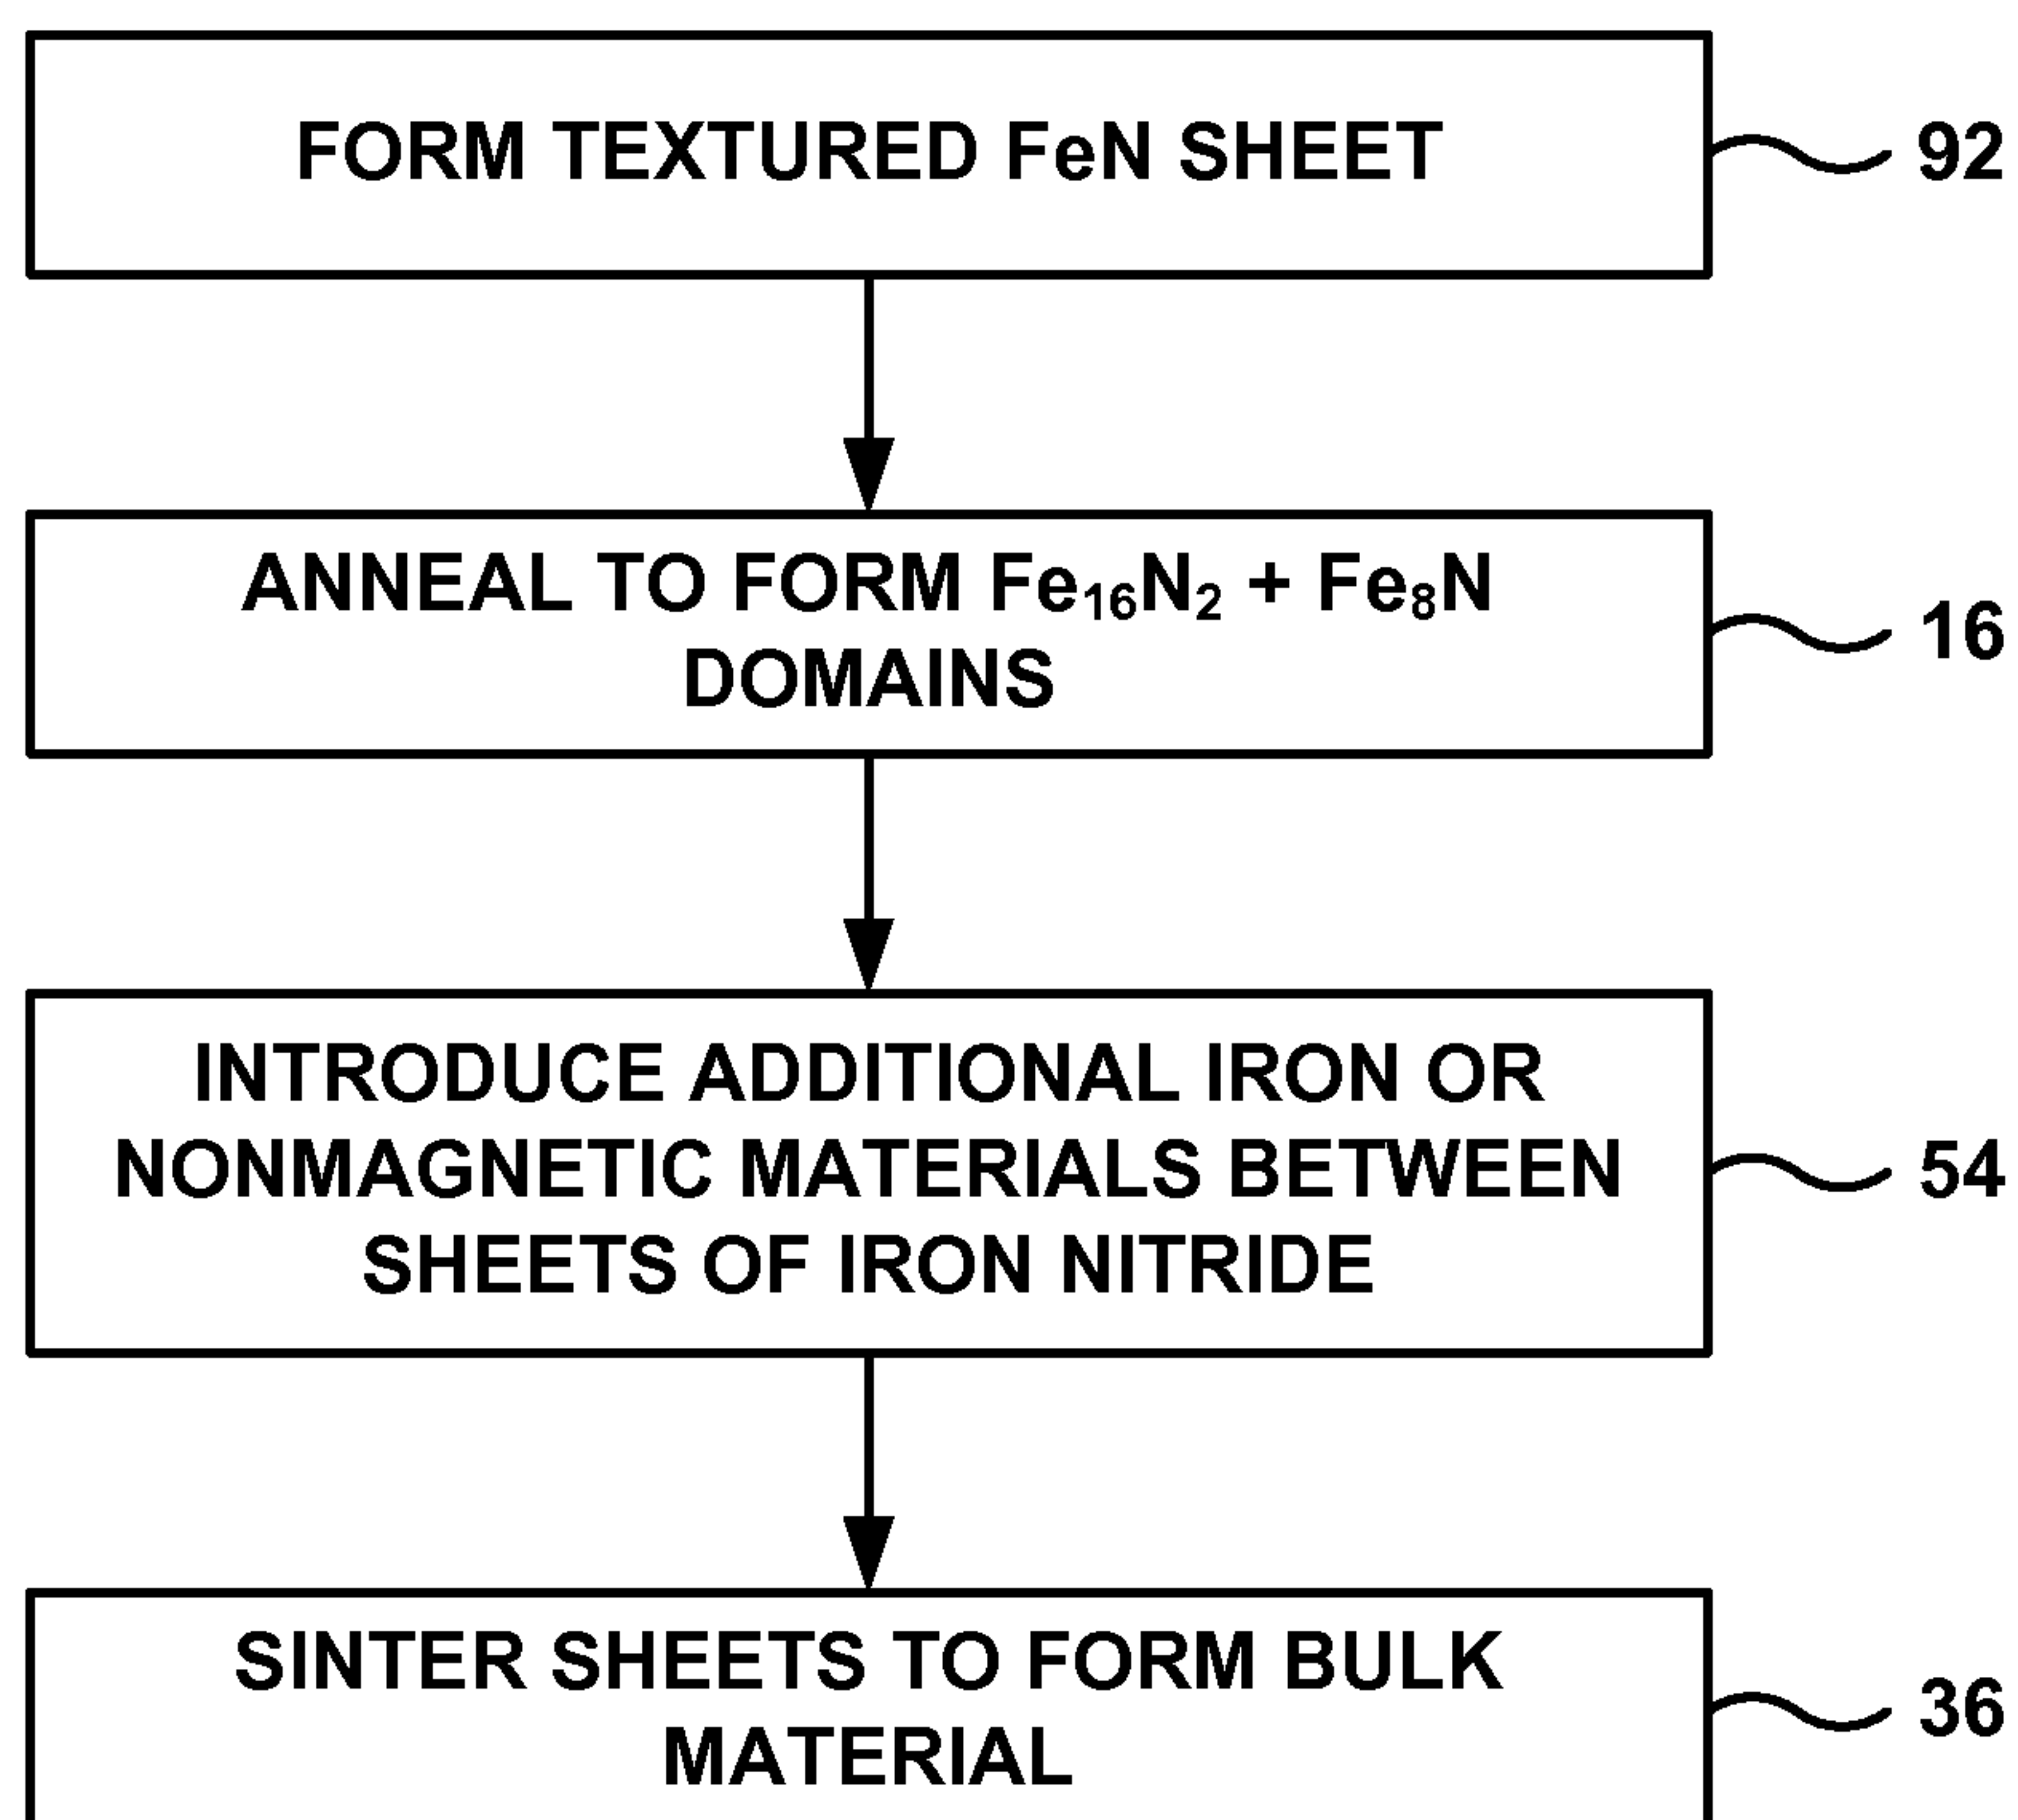 FORM TEXTURED FeN SHEET
92
ANNEAL TO FORM Fe₁₆N₂ + Fe₈N
DOMAINS
16
INTRODUCE ADDITIONAL IRON OR
NONMAGNETIC MATERIALS BETWEEN
SHEETS OF IRON NITRIDE
54
SINTER SHEETS TO FORM BULK
MATERIAL
36